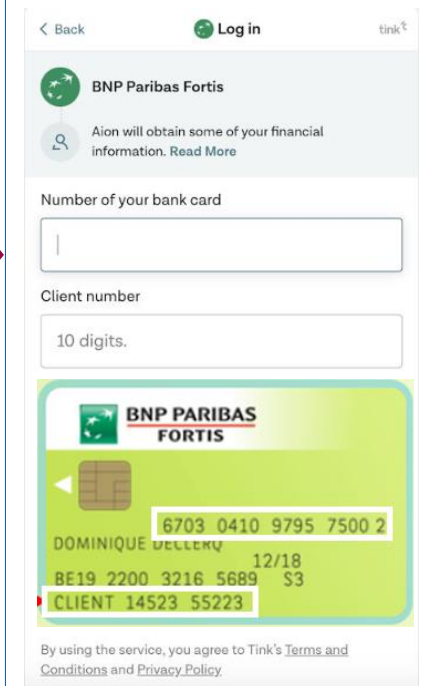 Back
Log in
tink
BNP Paribas Fortis
Aion will obtain some of your financial
information. Read More
Number of your bank card
Client number
10 digits.
BNP PARIBAS
FORTIS
6703 0410 9795 7500 2
DOMINIQUE DECLERQ
12/18
BE19 2200 3216 5689 S3
CLIENT 14523 55223
By using the service, you agree to Tink's Terms and
Conditions and Privacy Policy